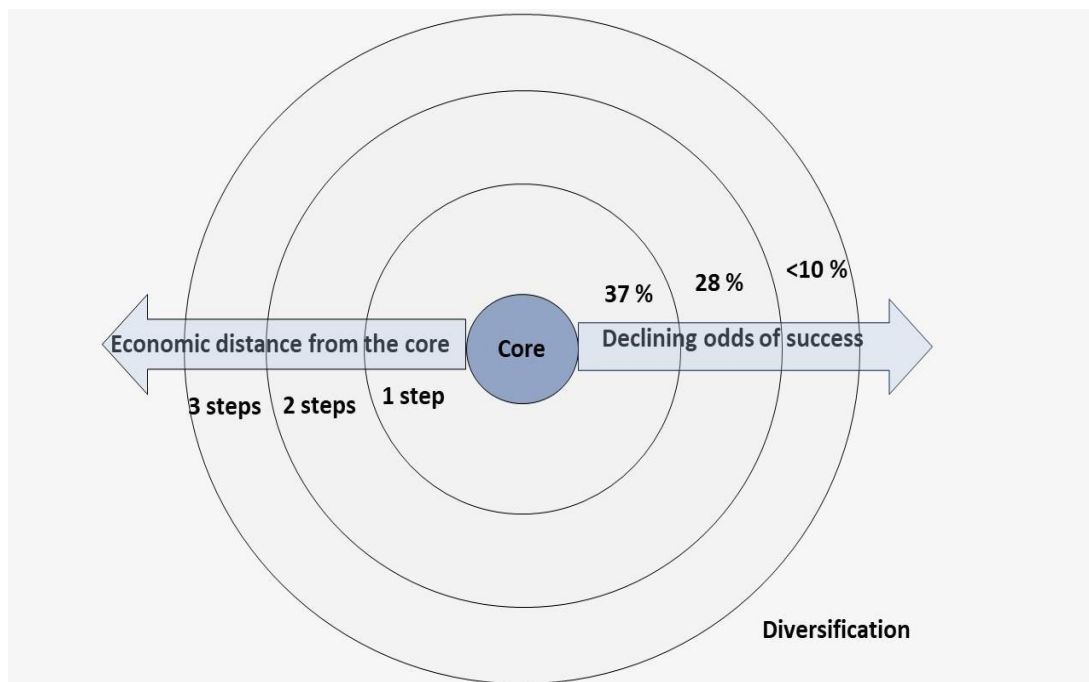 <10 %
28 %
37 %
Economic distance from the core
Core
Declining odds of success
3 steps
2 steps
1 step
Diversification